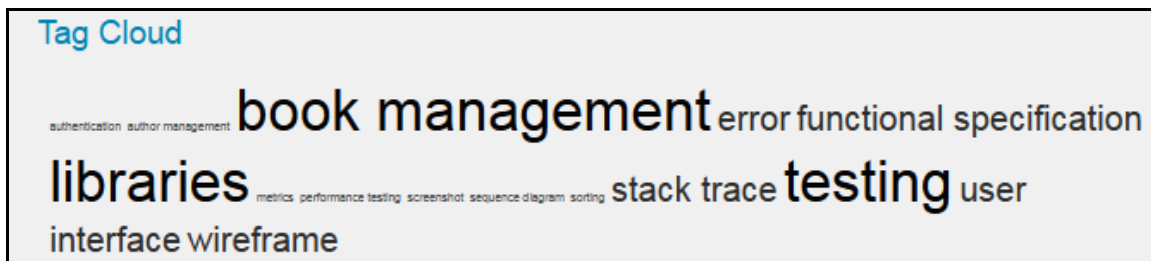 Tag Cloud
authentication author management book management error functional specification
libraries metrics performance testing screenshot sequence diagram sorting stack trace testing user
interface wireframe